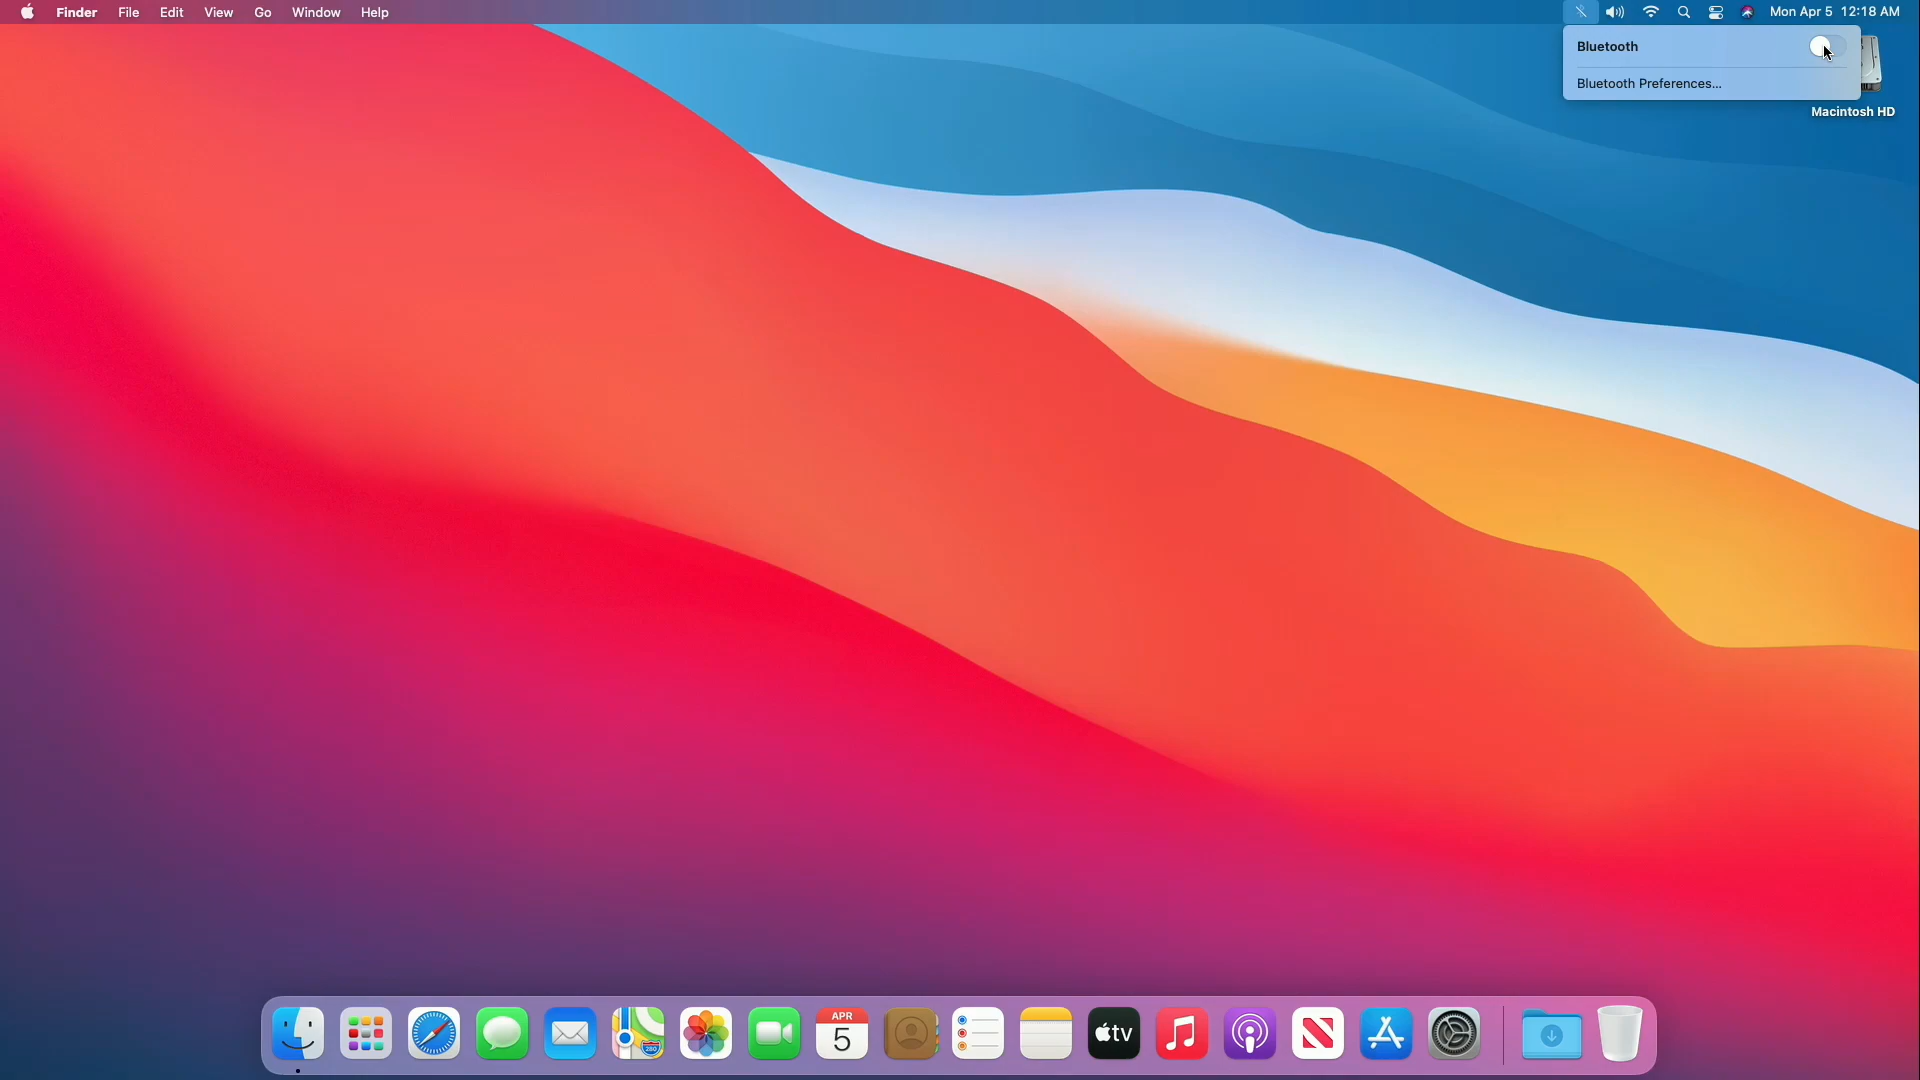 Finder File Edit View Go Window Help Mon Apr 5 12:18 AM
Bluetooth
Bluetooth Preferences...
Macintosh HD
APR
5
280
tv